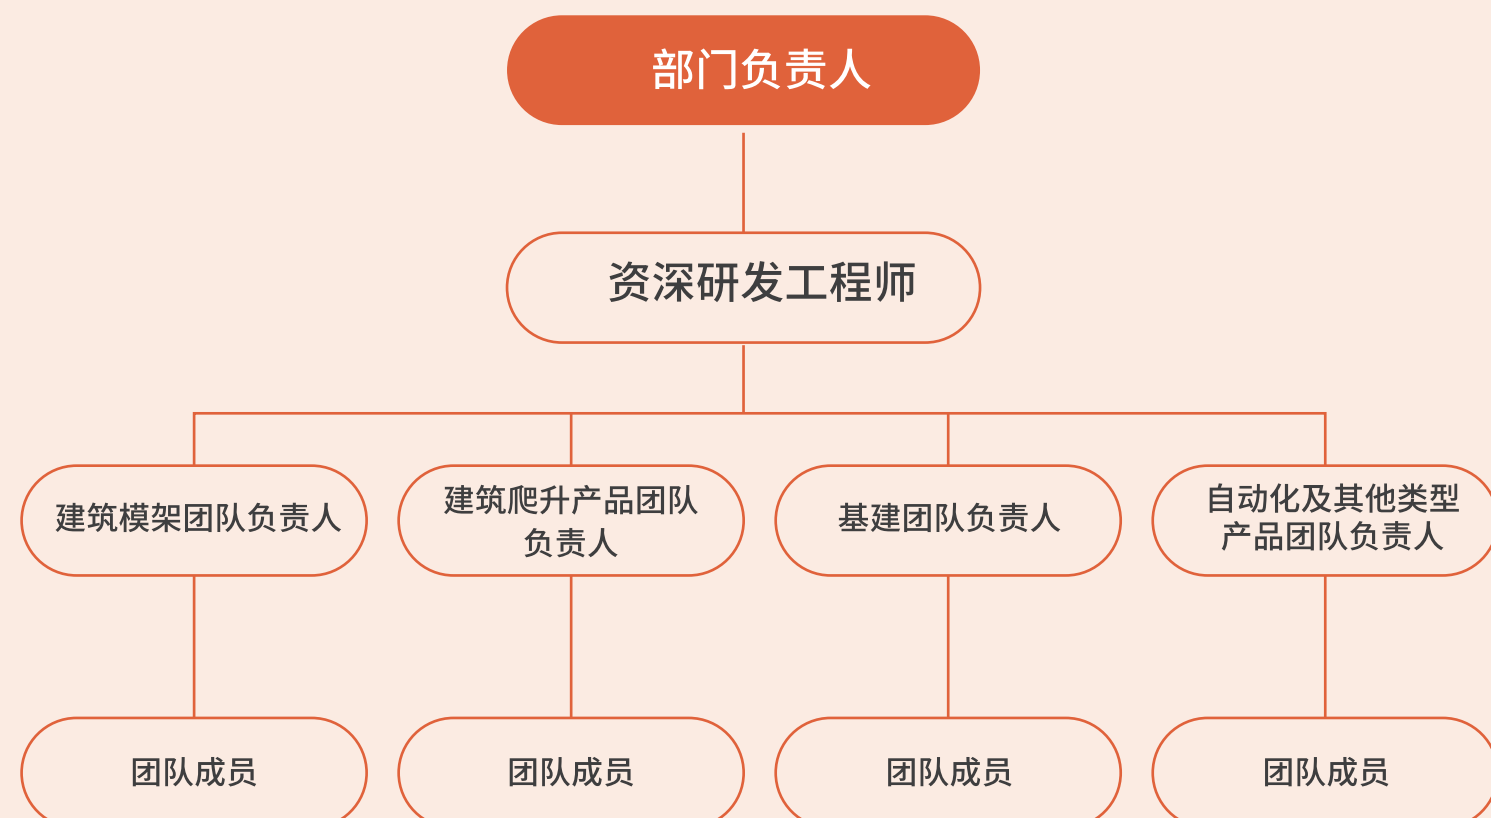 部门负责人
资深研发工程师
建筑模架团队负责人
建筑爬升产品团队
负责人
基建团队负责人
自动化及其他类型
产品团队负责人
团队成员
团队成员
团队成员
团队成员